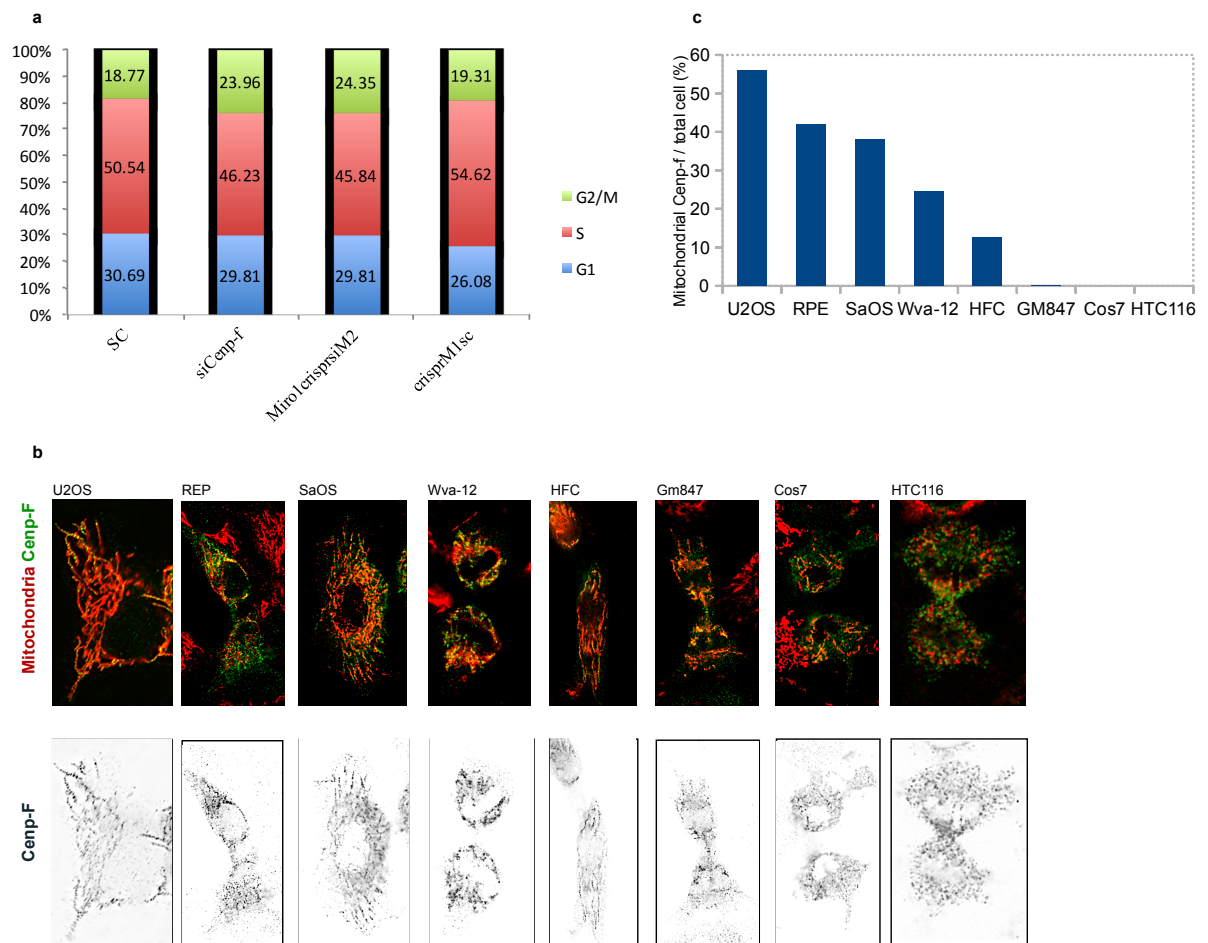 a
100%
90%
80%
70%
60%
50%
40%
30%
20%
10%
0%
18.77
23.96
24.35
19.31
50.54
46.23
45.84
54.62
30.69
29.81
29.81
26.08
SC
siCenp-f
Miro1crisprsiM2
crisprM1sc
G2/M
S
G1
c
Mitochondrial Cenp-f / total cell (%)
60
50
40
30
20
10
0
U2OS RPE SaOS Wva-12 HFC GM847 Cos7 HTC116
b
U2OS REP SaOS Wva-12 HFC Gm847 Cos7 HTC116
Mitochondria Cenp-F
Cenp-F